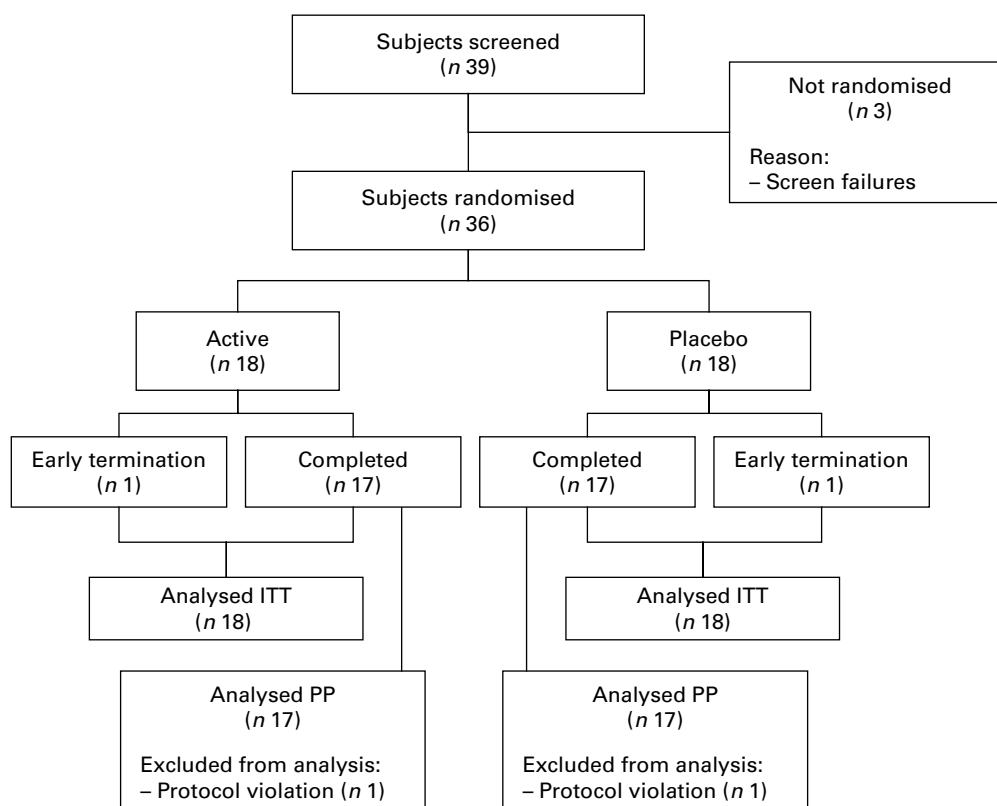 Subjects screened
(n 39)
Not randomised
(n 3)
Reason:
– Screen failures
Subjects randomised
(n 36)
Active
(n 18)
Placebo
(n 18)
Early termination
(n 1)
Completed
(n 17)
Completed
(n 17)
Early termination
(n 1)
Analysed ITT
(n 18)
Analysed ITT
(n 18)
Analysed PP
(n 17)
Excluded from analysis:
– Protocol violation (n 1)
Analysed PP
(n 17)
Excluded from analysis:
– Protocol violation (n 1)